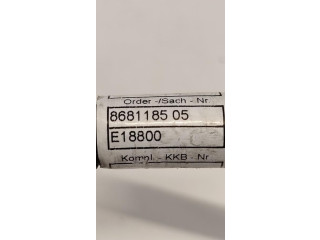 Order -/Sach - Nr
8681185 05
E18800
Kompl. - KKB - Nr